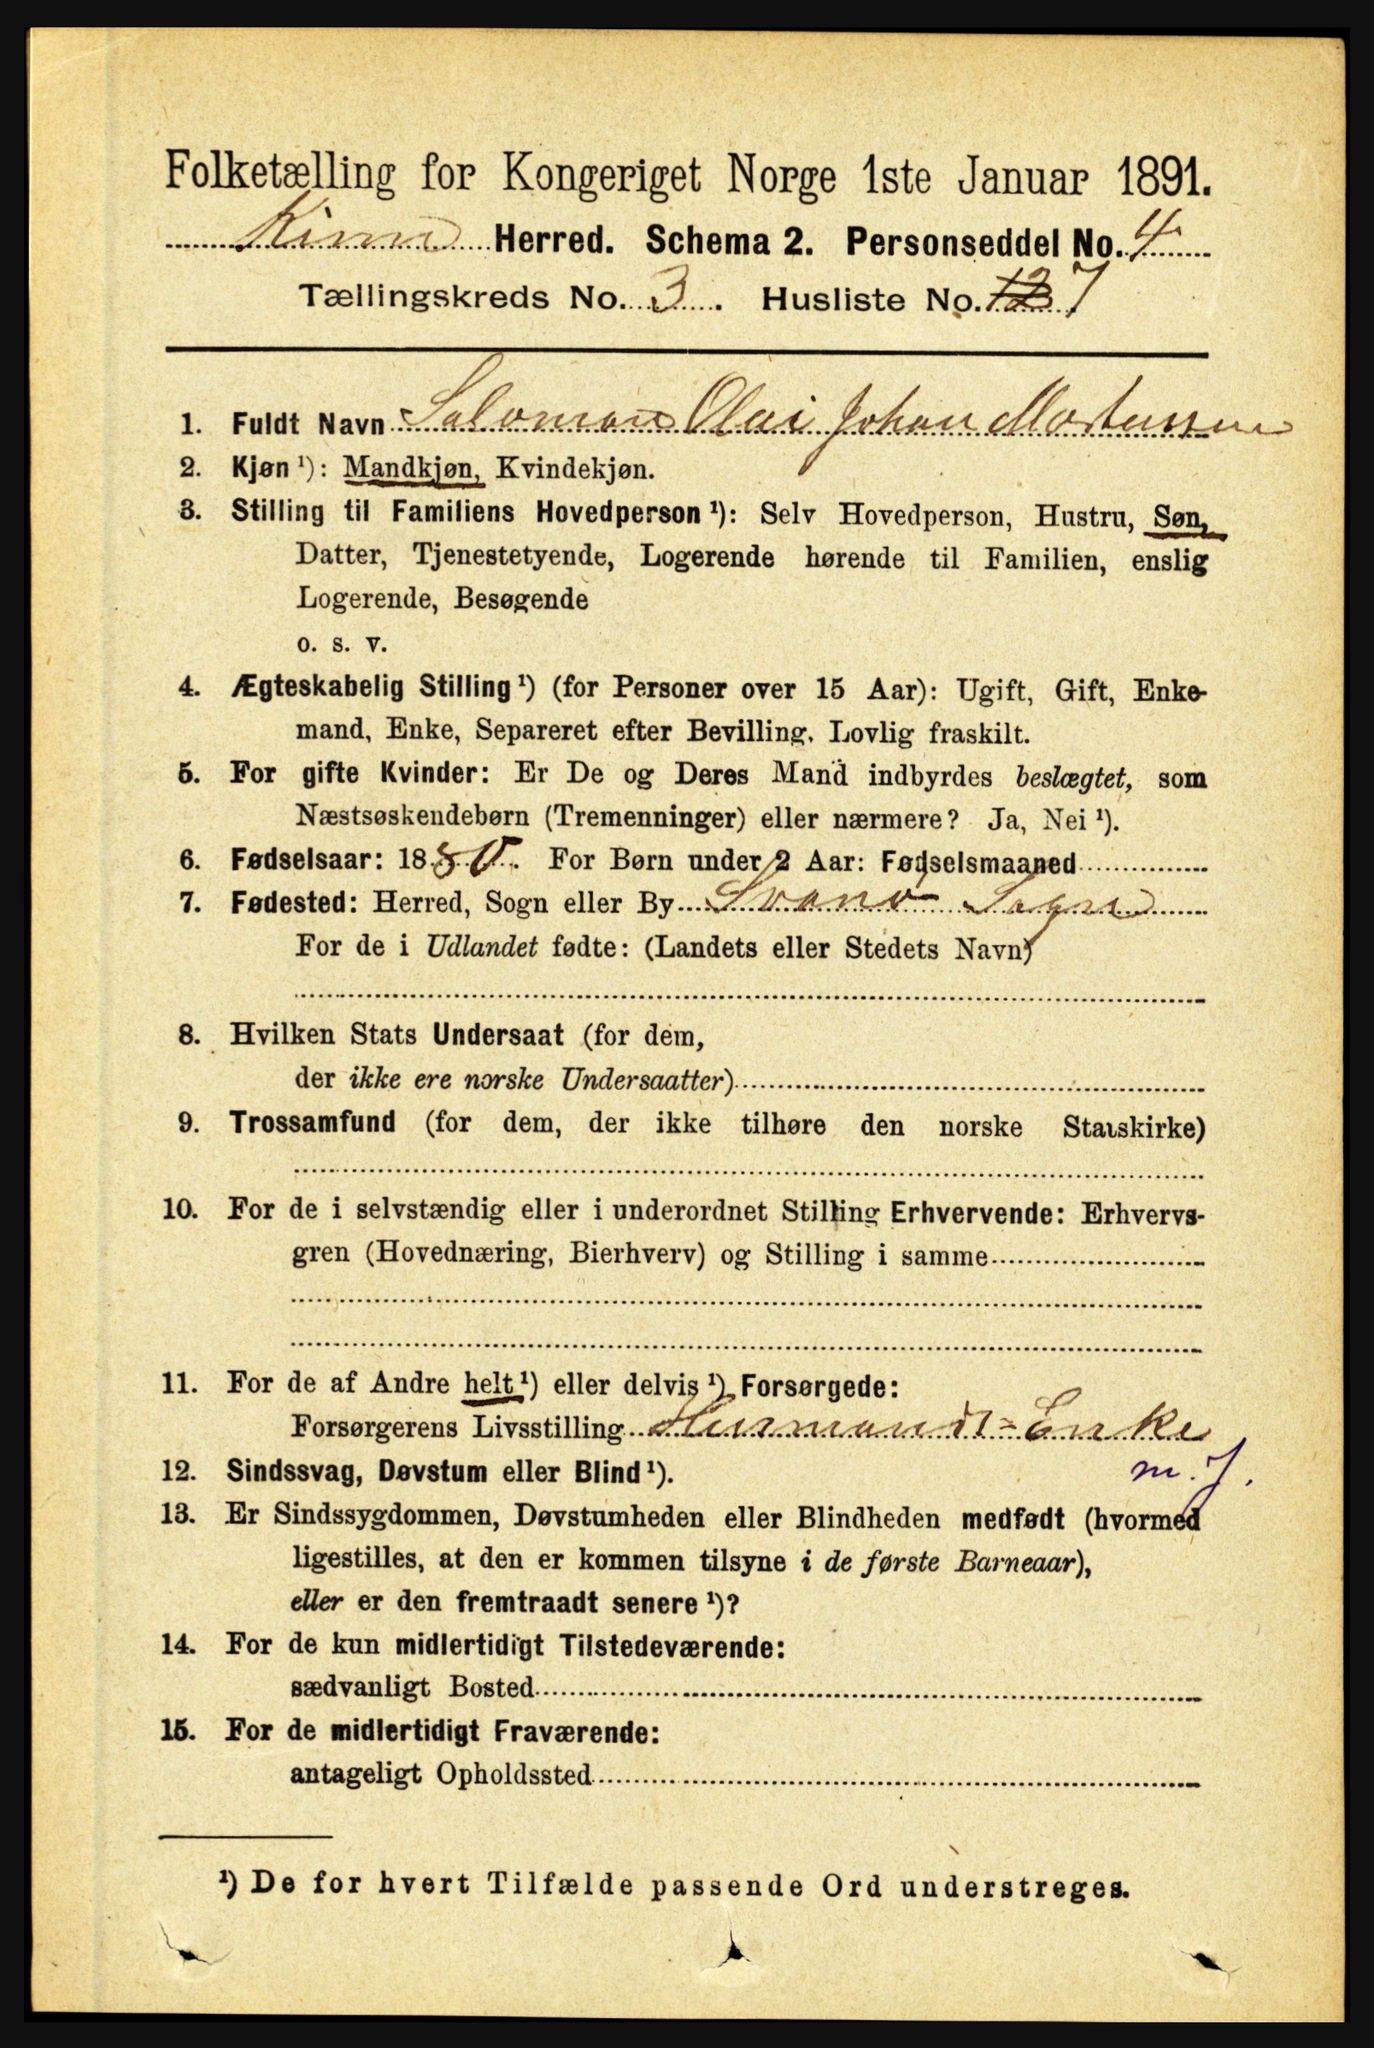 Folketælling for Kongeriget Norge 1ste Januar 1891.
Kinn Herred. Schema 2. Personseddel No. 4
Tællingskreds No. 3. Husliste No. 12 7
1. Fuldt Navn Salomon Olai Johan Mortensen
2. Kjøn ¹): Mandkjøn, Kvindekjøn.
3. Stilling til Familiens Hovedperson ¹): Selv Hovedperson, Hustru, Søn,
Datter, Tjenestetyende, Logerende hørende til Familien, enslig
Logerende, Besøgende
o. s. v.
4. Ægteskabelig Stilling ¹) (for Personer over 15 Aar): Ugift, Gift, Enke-
mand, Enke, Separeret efter Bevilling. Lovlig fraskilt.
5. For gifte Kvinder: Er De og Deres Mand indbyrdes beslægtet, som
Næstsøskendebørn (Tremenninger) eller nærmere? Ja, Nei ¹).
6. Fødselsaar: 1880. For Børn under 2 Aar: Fødselsmaaned
7. Fødested: Herred, Sogn eller By Svanø Sogn
For de i Udlandet fødte: (Landets eller Stedets Navn)
8. Hvilken Stats Undersaat (for dem,
der ikke ere norske Undersaatter)
9. Trossamfund (for dem, der ikke tilhøre den norske Statskirke)
10. For de i selvstændig eller i underordnet Stilling Erhvervende: Erhvervs-
gren (Hovednæring, Bierhverv) og Stilling i samme
11. For de af Andre helt ¹) eller delvis ¹) Forsørgede:
Forsørgerens Livsstilling Husmands-Enke
12. Sindssvag, Døvstum eller Blind ¹). m. J.
13. Er Sindssygdommen, Døvstumheden eller Blindheden medfødt (hvormed
ligestilles, at den er kommen tilsyne i de første Barneaar),
eller er den fremtraadt senere ¹)?
14. For de kun midlertidigt Tilstedeværende:
sædvanligt Bosted
15. For de midlertidigt Fraværende:
antageligt Opholdssted
¹) De for hvert Tilfælde passende Ord understreges.